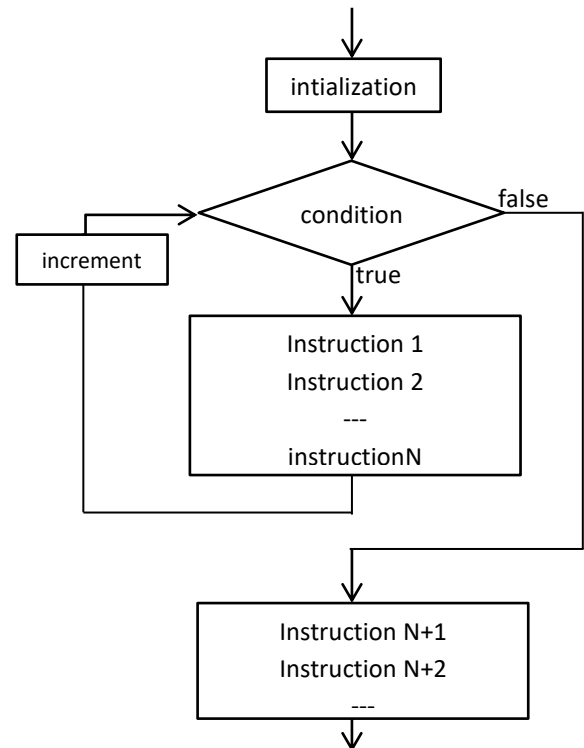 intialization
condition
false
increment
true
Instruction 1
Instruction 2
---
instructionN
Instruction N+1
Instruction N+2
---